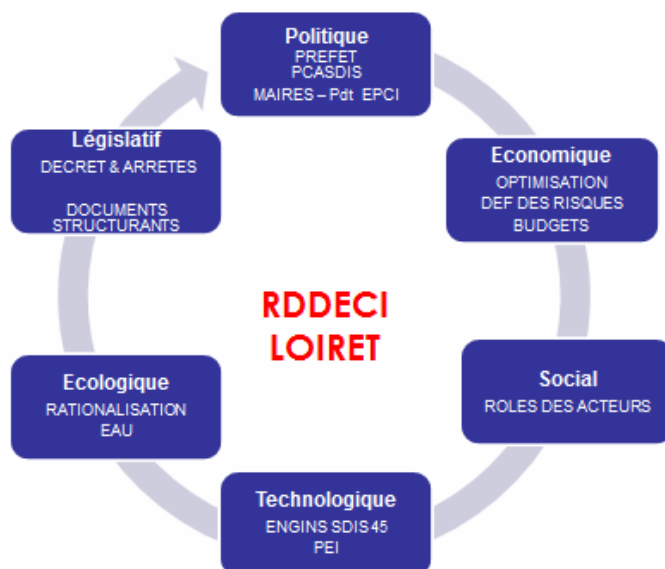 Politique
PREFET
PCASDIS
MAIRES – Pdt EPCI
Economique
OPTIMISATION
DEF DES RISQUES
BUDGETS
Social
ROLES DES ACTEURS
Technologique
ENGINS SDIS 45
PEI
Ecologique
RATIONALISATION
EAU
Législatif
DECRET & ARRETES
DOCUMENTS
STRUCTURANTS
RDDECI
LOIRET